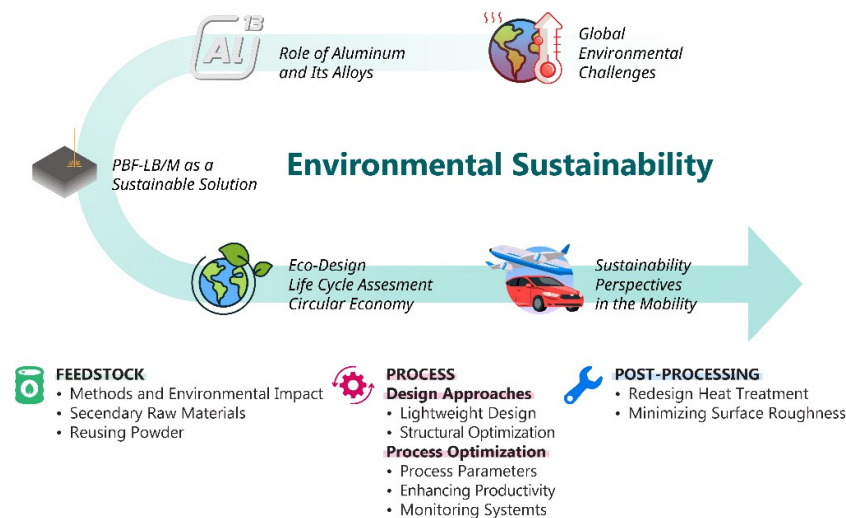 13
Al
Role of Aluminum
and Its Alloys
Global
Environmental
Challenges
PBF-LB/M as a
Sustainable Solution
Environmental Sustainability
Eco-Design
Life Cycle Assesment
Circular Economy
Sustainability
Perspectives
in the Mobility
FEEDSTOCK
• Methods and Environmental Impact
• Secendary Raw Materials
• Reusing Powder
PROCESS
Design Approaches
• Lightweight Design
• Structural Optimization
Process Optimization
• Process Parameters
• Enhancing Productivity
• Monitoring Systemts
POST-PROCESSING
• Redesign Heat Treatment
• Minimizing Surface Roughness